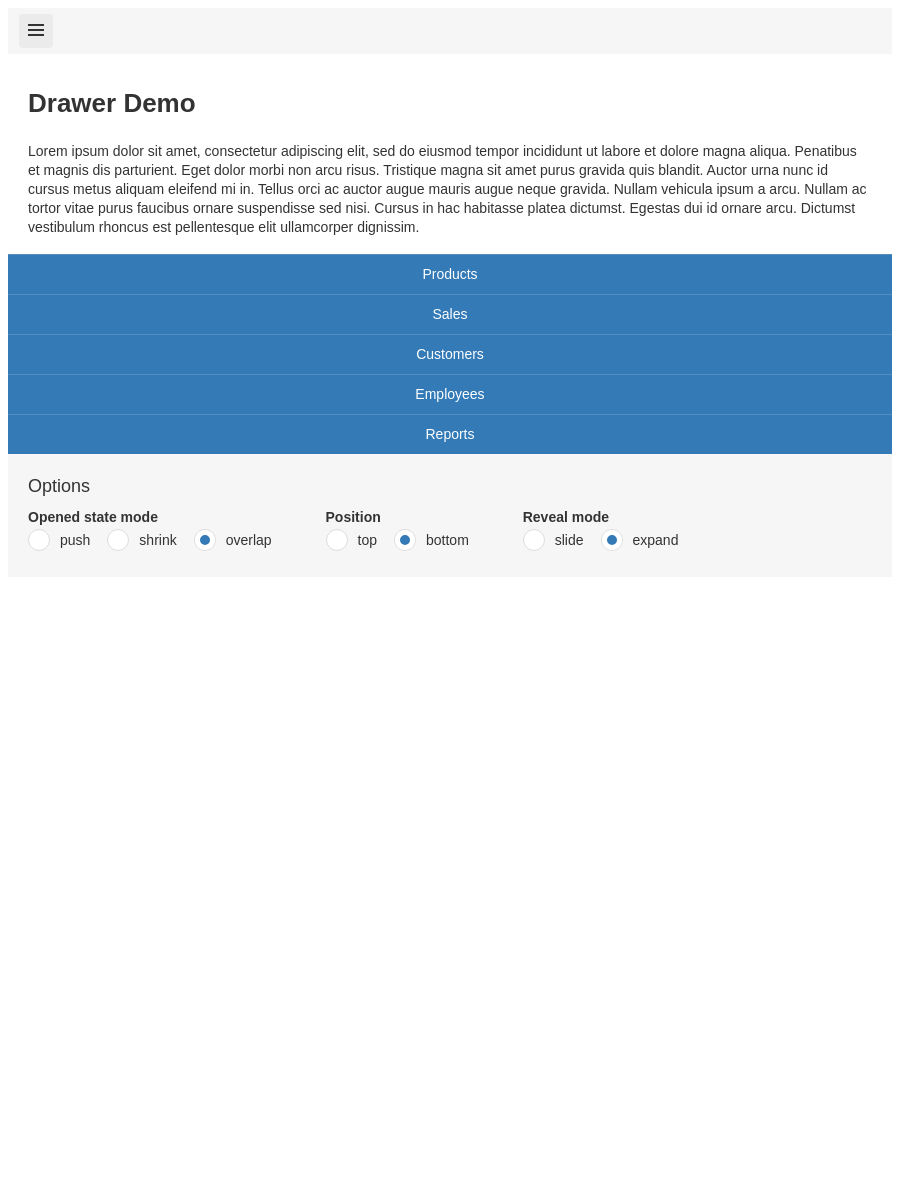 Drawer Demo
Lorem ipsum dolor sit amet, consectetur adipiscing elit, sed do eiusmod tempor incididunt ut labore et dolore magna aliqua. Penatibus
et magnis dis parturient. Eget dolor morbi non arcu risus. Tristique magna sit amet purus gravida quis blandit. Auctor urna nunc id
cursus metus aliquam eleifend mi in. Tellus orci ac auctor augue mauris augue neque gravida. Nullam vehicula ipsum a arcu. Nullam ac
tortor vitae purus faucibus ornare suspendisse sed nisi. Cursus in hac habitasse platea dictumst. Egestas dui id ornare arcu. Dictumst
vestibulum rhoncus est pellentesque elit ullamcorper dignissim.
Products
Sales
Customers
Employees
Reports
Options
Opened state mode
push shrink overlap
Position
top bottom
Reveal mode
slide expand